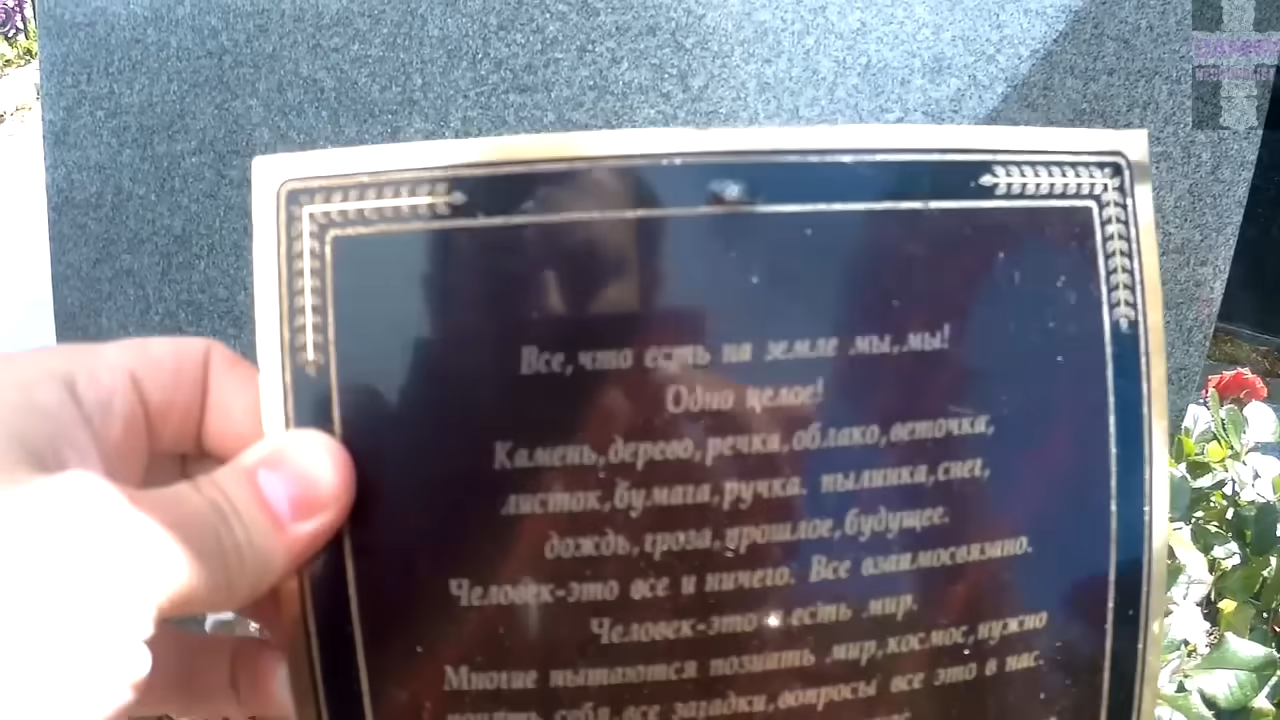 Все,что есть на земле мы,мы!
Одно целое!
Камень,дерево,речка,облако,веточка,
листок,бумага,ручка. пылинка,снег,
дождь,гроза,прошлое,будущее.
Человек-это все и ничего. Все взаимосвязано.
Человек-это и есть мир.
Многие пытаются познать мир,космос,нужно
понять себя,все загадки,вопросы все это в нас.